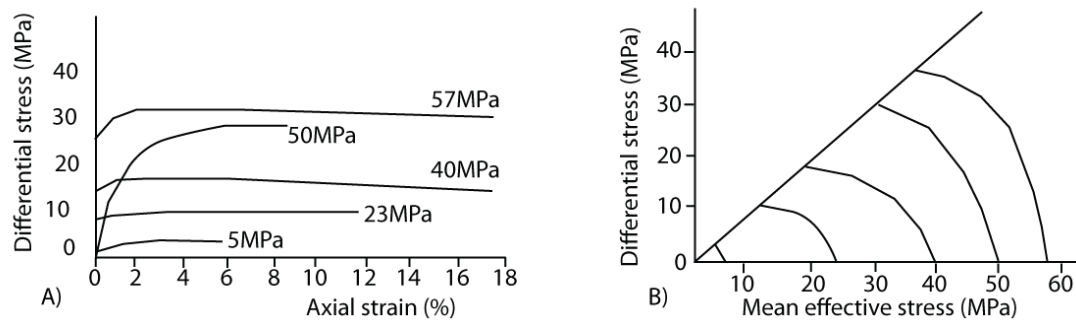 Differential stress (MPa)
40
30
20
10
0
57MPa
50MPa
40MPa
23MPa
5MPa
0 2 4 6 8 10 12 14 16 18
A)
Axial strain (%)
Differential stress (MPa)
40
30
20
10
0
10 20 30 40 50 60
B)
Mean effective stress (MPa)